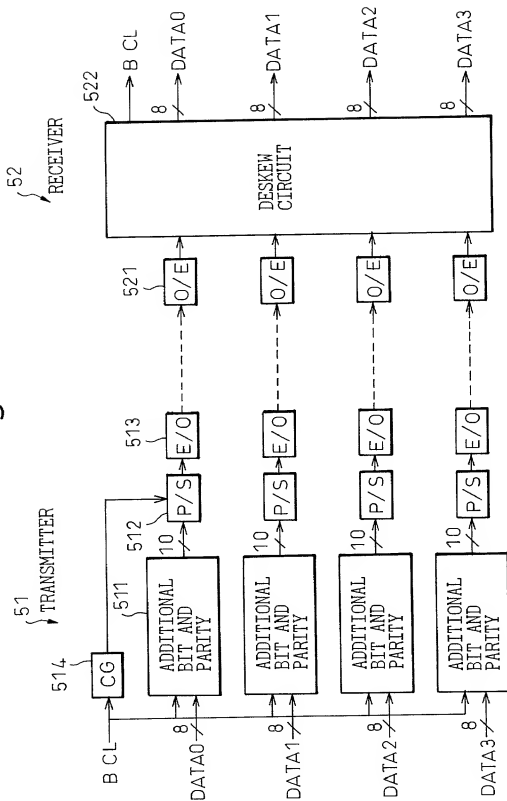 51 TRANSMITTER
52 RECEIVER
514
CG
B CL
511
512
513
521
522
B CL
8
DATA0
ADDITIONAL
BIT AND
PARITY
10
P/S
E/O
O/E
8
DATA0
8
DATA1
ADDITIONAL
BIT AND
PARITY
10
P/S
E/O
O/E
8
DATA1
DESKEW
CIRCUIT
8
DATA2
ADDITIONAL
BIT AND
PARITY
10
P/S
E/O
O/E
8
DATA2
8
DATA3
ADDITIONAL
BIT AND
PARITY
10
P/S
E/O
O/E
8
DATA3